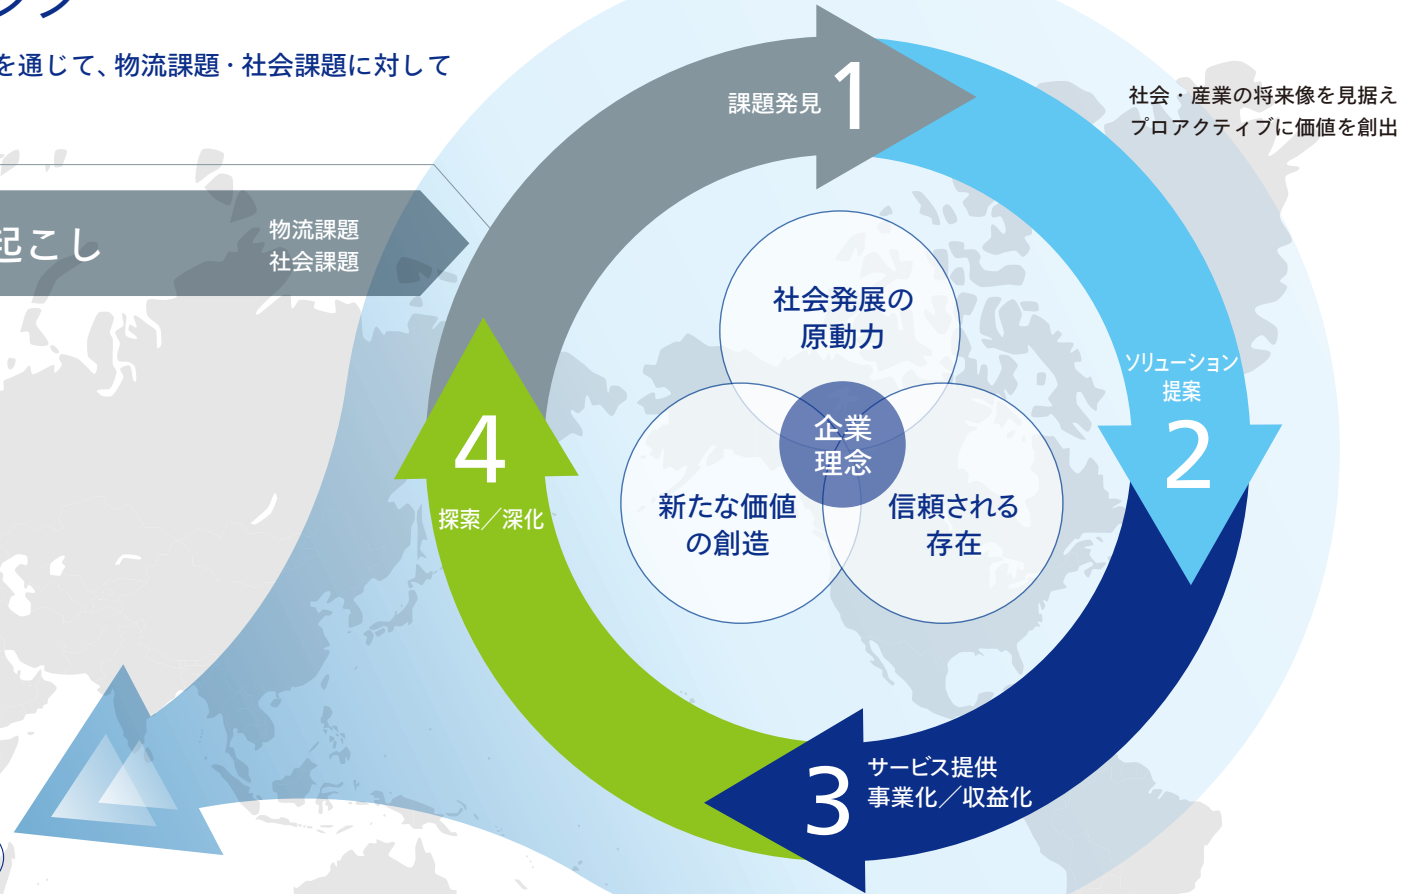 を通じて、物流課題・社会課題に対して
社会・産業の将来像を見据え
プロアクティブに価値を創出
起こし
物流課題
社会課題
課題発見
1
ソリューション
提案
2
3
サービス提供
事業化／収益化
4
探索／深化
社会発展の
原動力
企業
理念
新たな価値
の創造
信頼される
存在